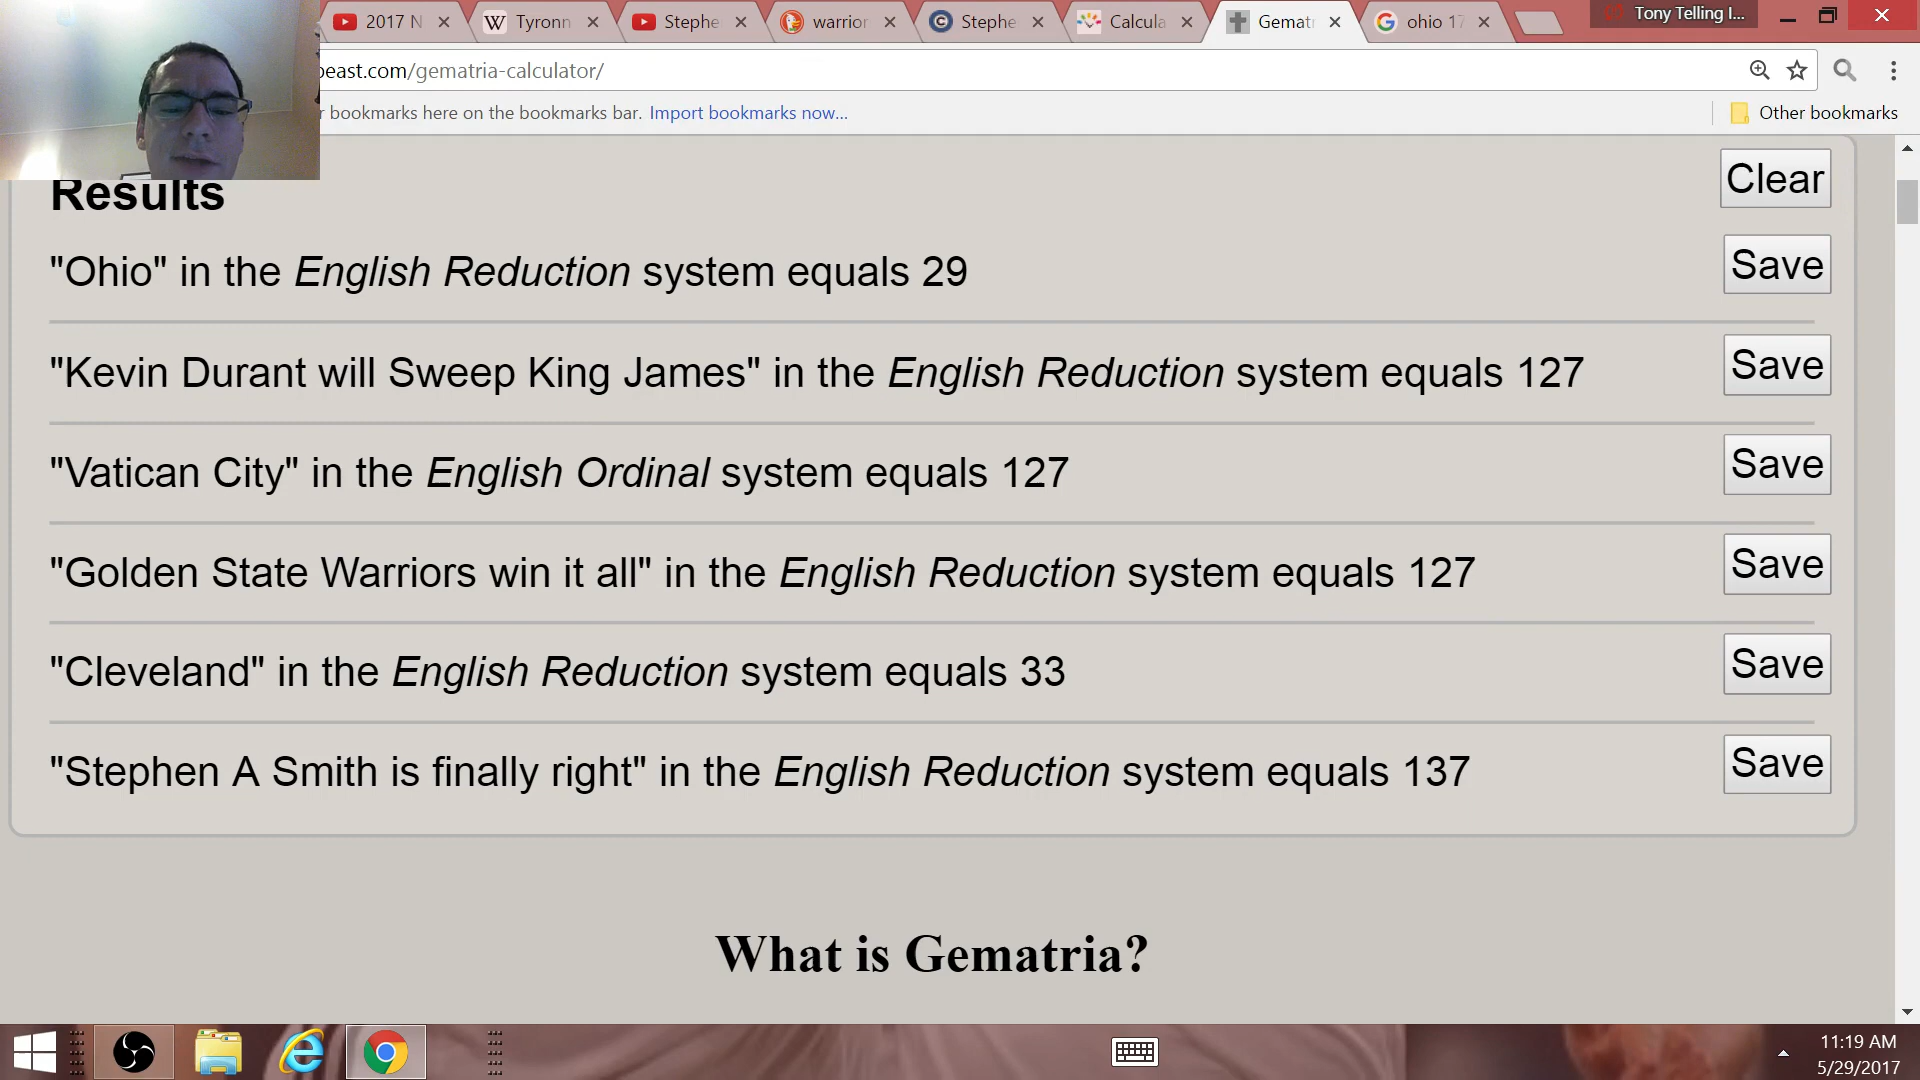 2017 N
Tyronn
Stephe
warrior
Stephe
Calcula
Gemat
ohio 17
Tony Telling I...
beast.com/gematria-calculator/
r bookmarks here on the bookmarks bar. Import bookmarks now...
Other bookmarks
Results
Clear
"Ohio" in the English Reduction system equals 29
Save
"Kevin Durant will Sweep King James" in the English Reduction system equals 127
Save
"Vatican City" in the English Ordinal system equals 127
Save
"Golden State Warriors win it all" in the English Reduction system equals 127
Save
"Cleveland" in the English Reduction system equals 33
Save
"Stephen A Smith is finally right" in the English Reduction system equals 137
Save
What is Gematria?
11:19 AM
5/29/2017